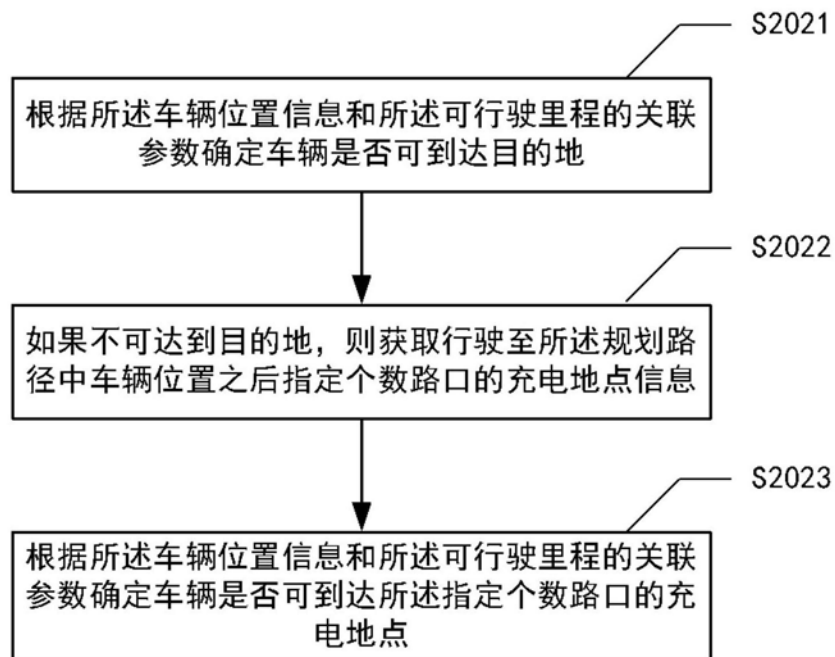 S2021
根据所述车辆位置信息和所述可行驶里程的关联
参数确定车辆是否可到达目的地
S2022
如果不可达到目的地，则获取行驶至所述规划路
径中车辆位置之后指定个数路口的充电地点信息
S2023
根据所述车辆位置信息和所述可行驶里程的关联
参数确定车辆是否可到达所述指定个数路口的充
电地点